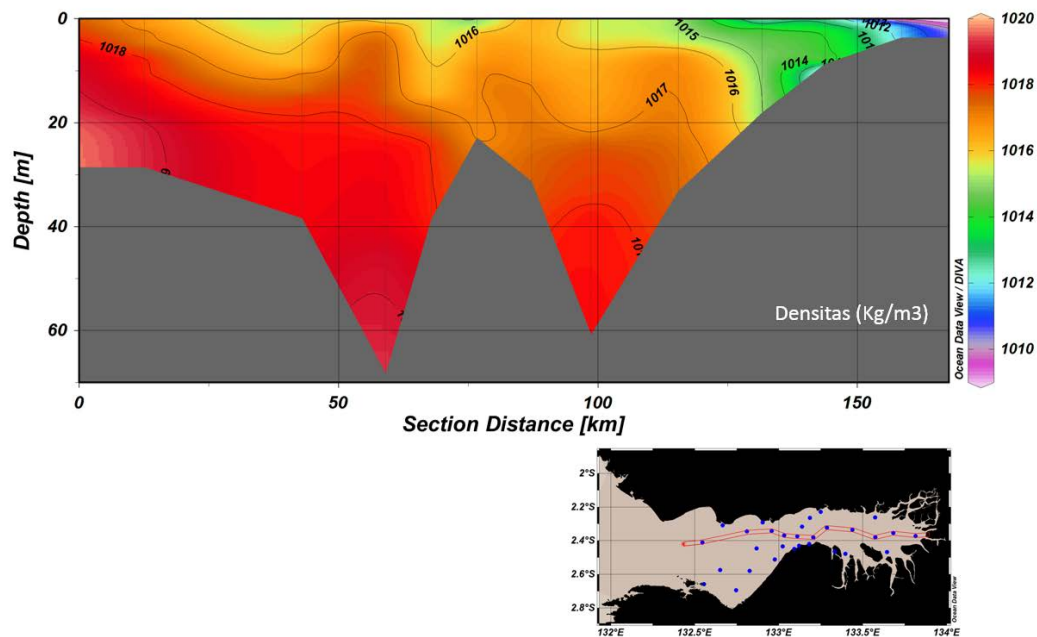 0
20
40
60
Depth [m]
0
50
100
150
Section Distance [km]
1018
1016
1015
1014
1012
1017
1016
Densitas (Kg/m3)
Ocean Data View / DIVA
1020
1018
1016
1014
1012
1010
2°S
2.2°S
2.4°S
2.6°S
2.8°S
132°E
132.5°E
133°E
133.5°E
134°E
Ocean Data View